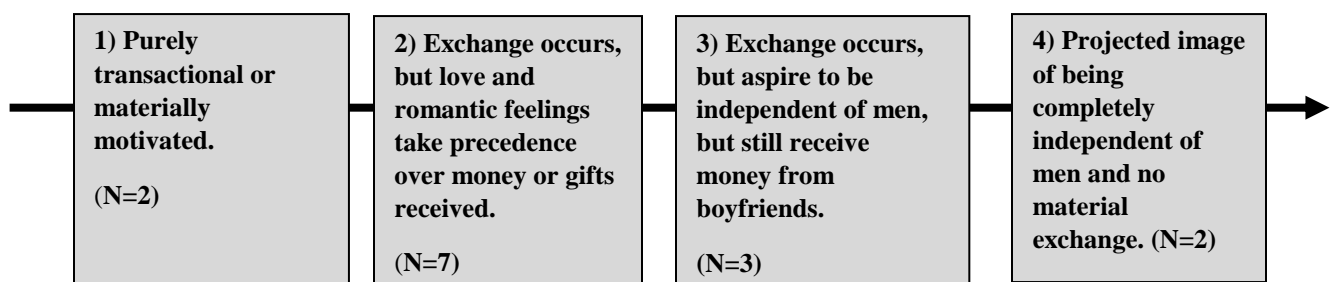 1) Purely
transactional or
materially
motivated.
(N=2)
2) Exchange occurs,
but love and
romantic feelings
take precedence
over money or gifts
received.
(N=7)
3) Exchange occurs,
but aspire to be
independent of men,
but still receive
money from
boyfriends.
(N=3)
4) Projected image
of being
completely
independent of
men and no
material
exchange. (N=2)